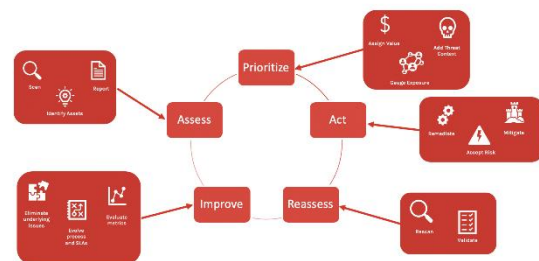 $
Assign Value
Add Threat
Context
Gauge Exposure
Prioritize
Scan
Report
Identify Assets
Assess
Act
Remediate
Mitigate
Accept Risk
Improve
Reassess
Eliminate
underlying
issues
Evolve
process
and SLAs
Evaluate
metrics
Rescan
Validate